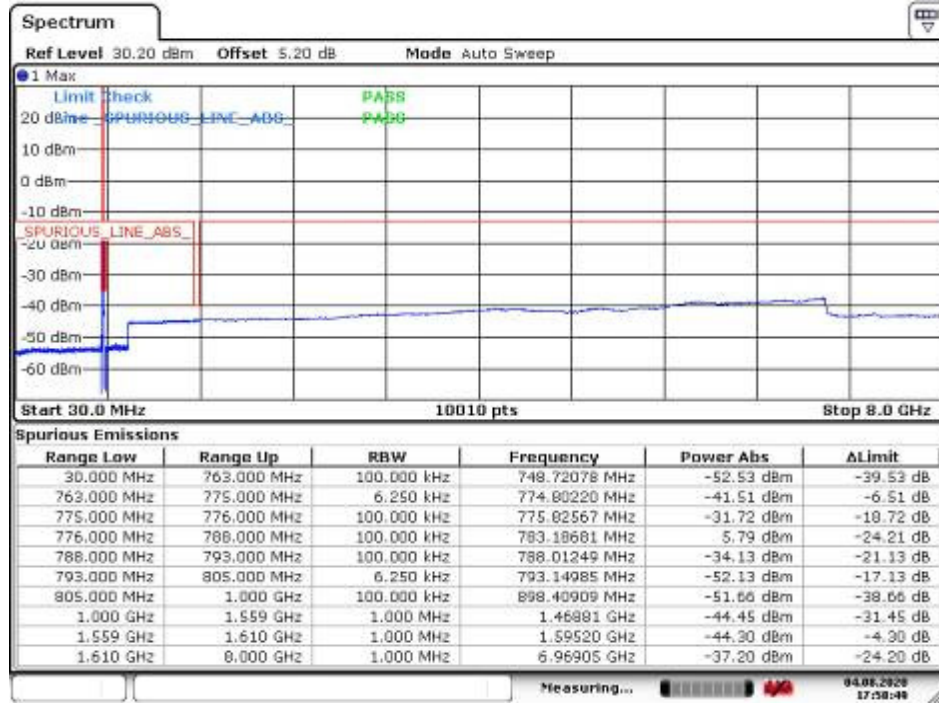 Spectrum
Ref Level 30.20 dBm Offset 5.20 dB Mode Auto Sweep
1 Max
Limit Check PASS
Line _SPURIOUS_LINE_ABS_ PASS
20 dBm
10 dBm
0 dBm
-10 dBm
_SPURIOUS_LINE_ABS_
-20 dBm
-30 dBm
-40 dBm
-50 dBm
-60 dBm
Start 30.0 MHz 10010 pts Stop 8.0 GHz
Spurious Emissions
Range Low Range Up RBW Frequency Power Abs ΔLimit
30.000 MHz 763.000 MHz 100.000 kHz 748.72078 MHz -52.53 dBm -39.53 dB
763.000 MHz 775.000 MHz 6.250 kHz 774.80220 MHz -41.51 dBm -6.51 dB
775.000 MHz 776.000 MHz 100.000 kHz 775.82567 MHz -31.72 dBm -18.72 dB
776.000 MHz 788.000 MHz 100.000 kHz 783.18681 MHz 5.79 dBm -24.21 dB
788.000 MHz 793.000 MHz 100.000 kHz 788.01249 MHz -34.13 dBm -21.13 dB
793.000 MHz 805.000 MHz 6.250 kHz 793.14985 MHz -52.13 dBm -17.13 dB
805.000 MHz 1.000 GHz 100.000 kHz 898.40909 MHz -51.66 dBm -38.66 dB
1.000 GHz 1.559 GHz 1.000 MHz 1.46881 GHz -44.45 dBm -31.45 dB
1.559 GHz 1.610 GHz 1.000 MHz 1.59520 GHz -44.30 dBm -4.30 dB
1.610 GHz 8.000 GHz 1.000 MHz 6.96905 GHz -37.20 dBm -24.20 dB
Measuring... 04.08.2020
17:50:40